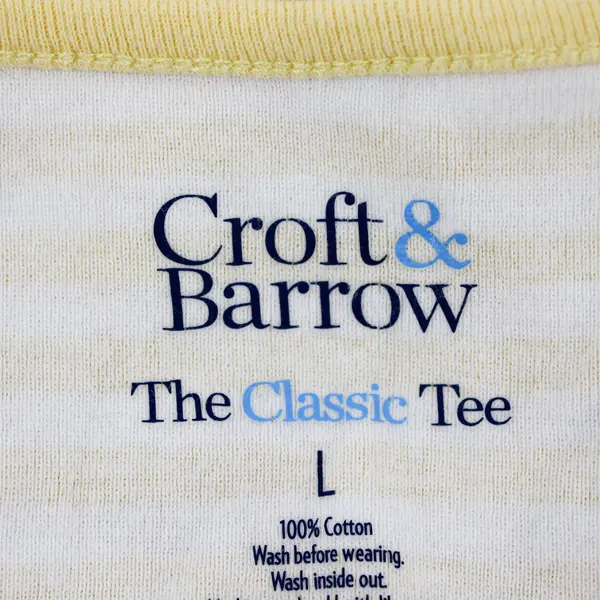 Croft &
Barrow
The Classic Tee
L
100% Cotton
Wash before wearing.
Wash inside out.